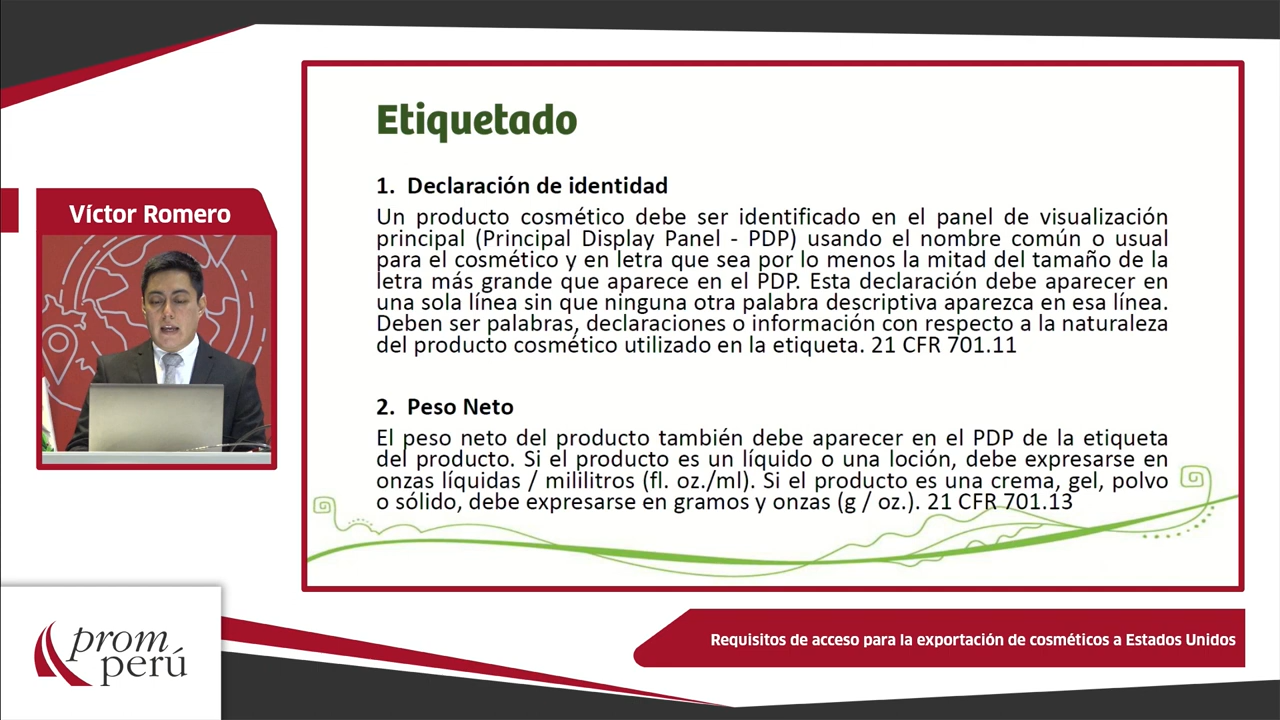 Etiquetado
1. Declaración de identidad
Un producto cosmético debe ser identificado en el panel de visualización
principal (Principal Display Panel - PDP) usando el nombre común o usual
para el cosmético y en letra que sea por lo menos la mitad del tamaño de la
letra más grande que aparece en el PDP. Esta declaración debe aparecer en
una sola línea sin que ninguna otra palabra descriptiva aparezca en esa línea.
Deben ser palabras, declaraciones o información con respecto a la naturaleza
del producto cosmético utilizado en la etiqueta. 21 CFR 701.11
2. Peso Neto
El peso neto del producto también debe aparecer en el PDP de la etiqueta
del producto. Si el producto es un líquido o una loción, debe expresarse en
onzas líquidas / mililitros (fl. oz./ml). Si el producto es una crema, gel, polvo
o sólido, debe expresarse en gramos y onzas (g / oz.). 21 CFR 701.13
Víctor Romero
prom
perú
Requisitos de acceso para la exportación de cosméticos a Estados Unidos